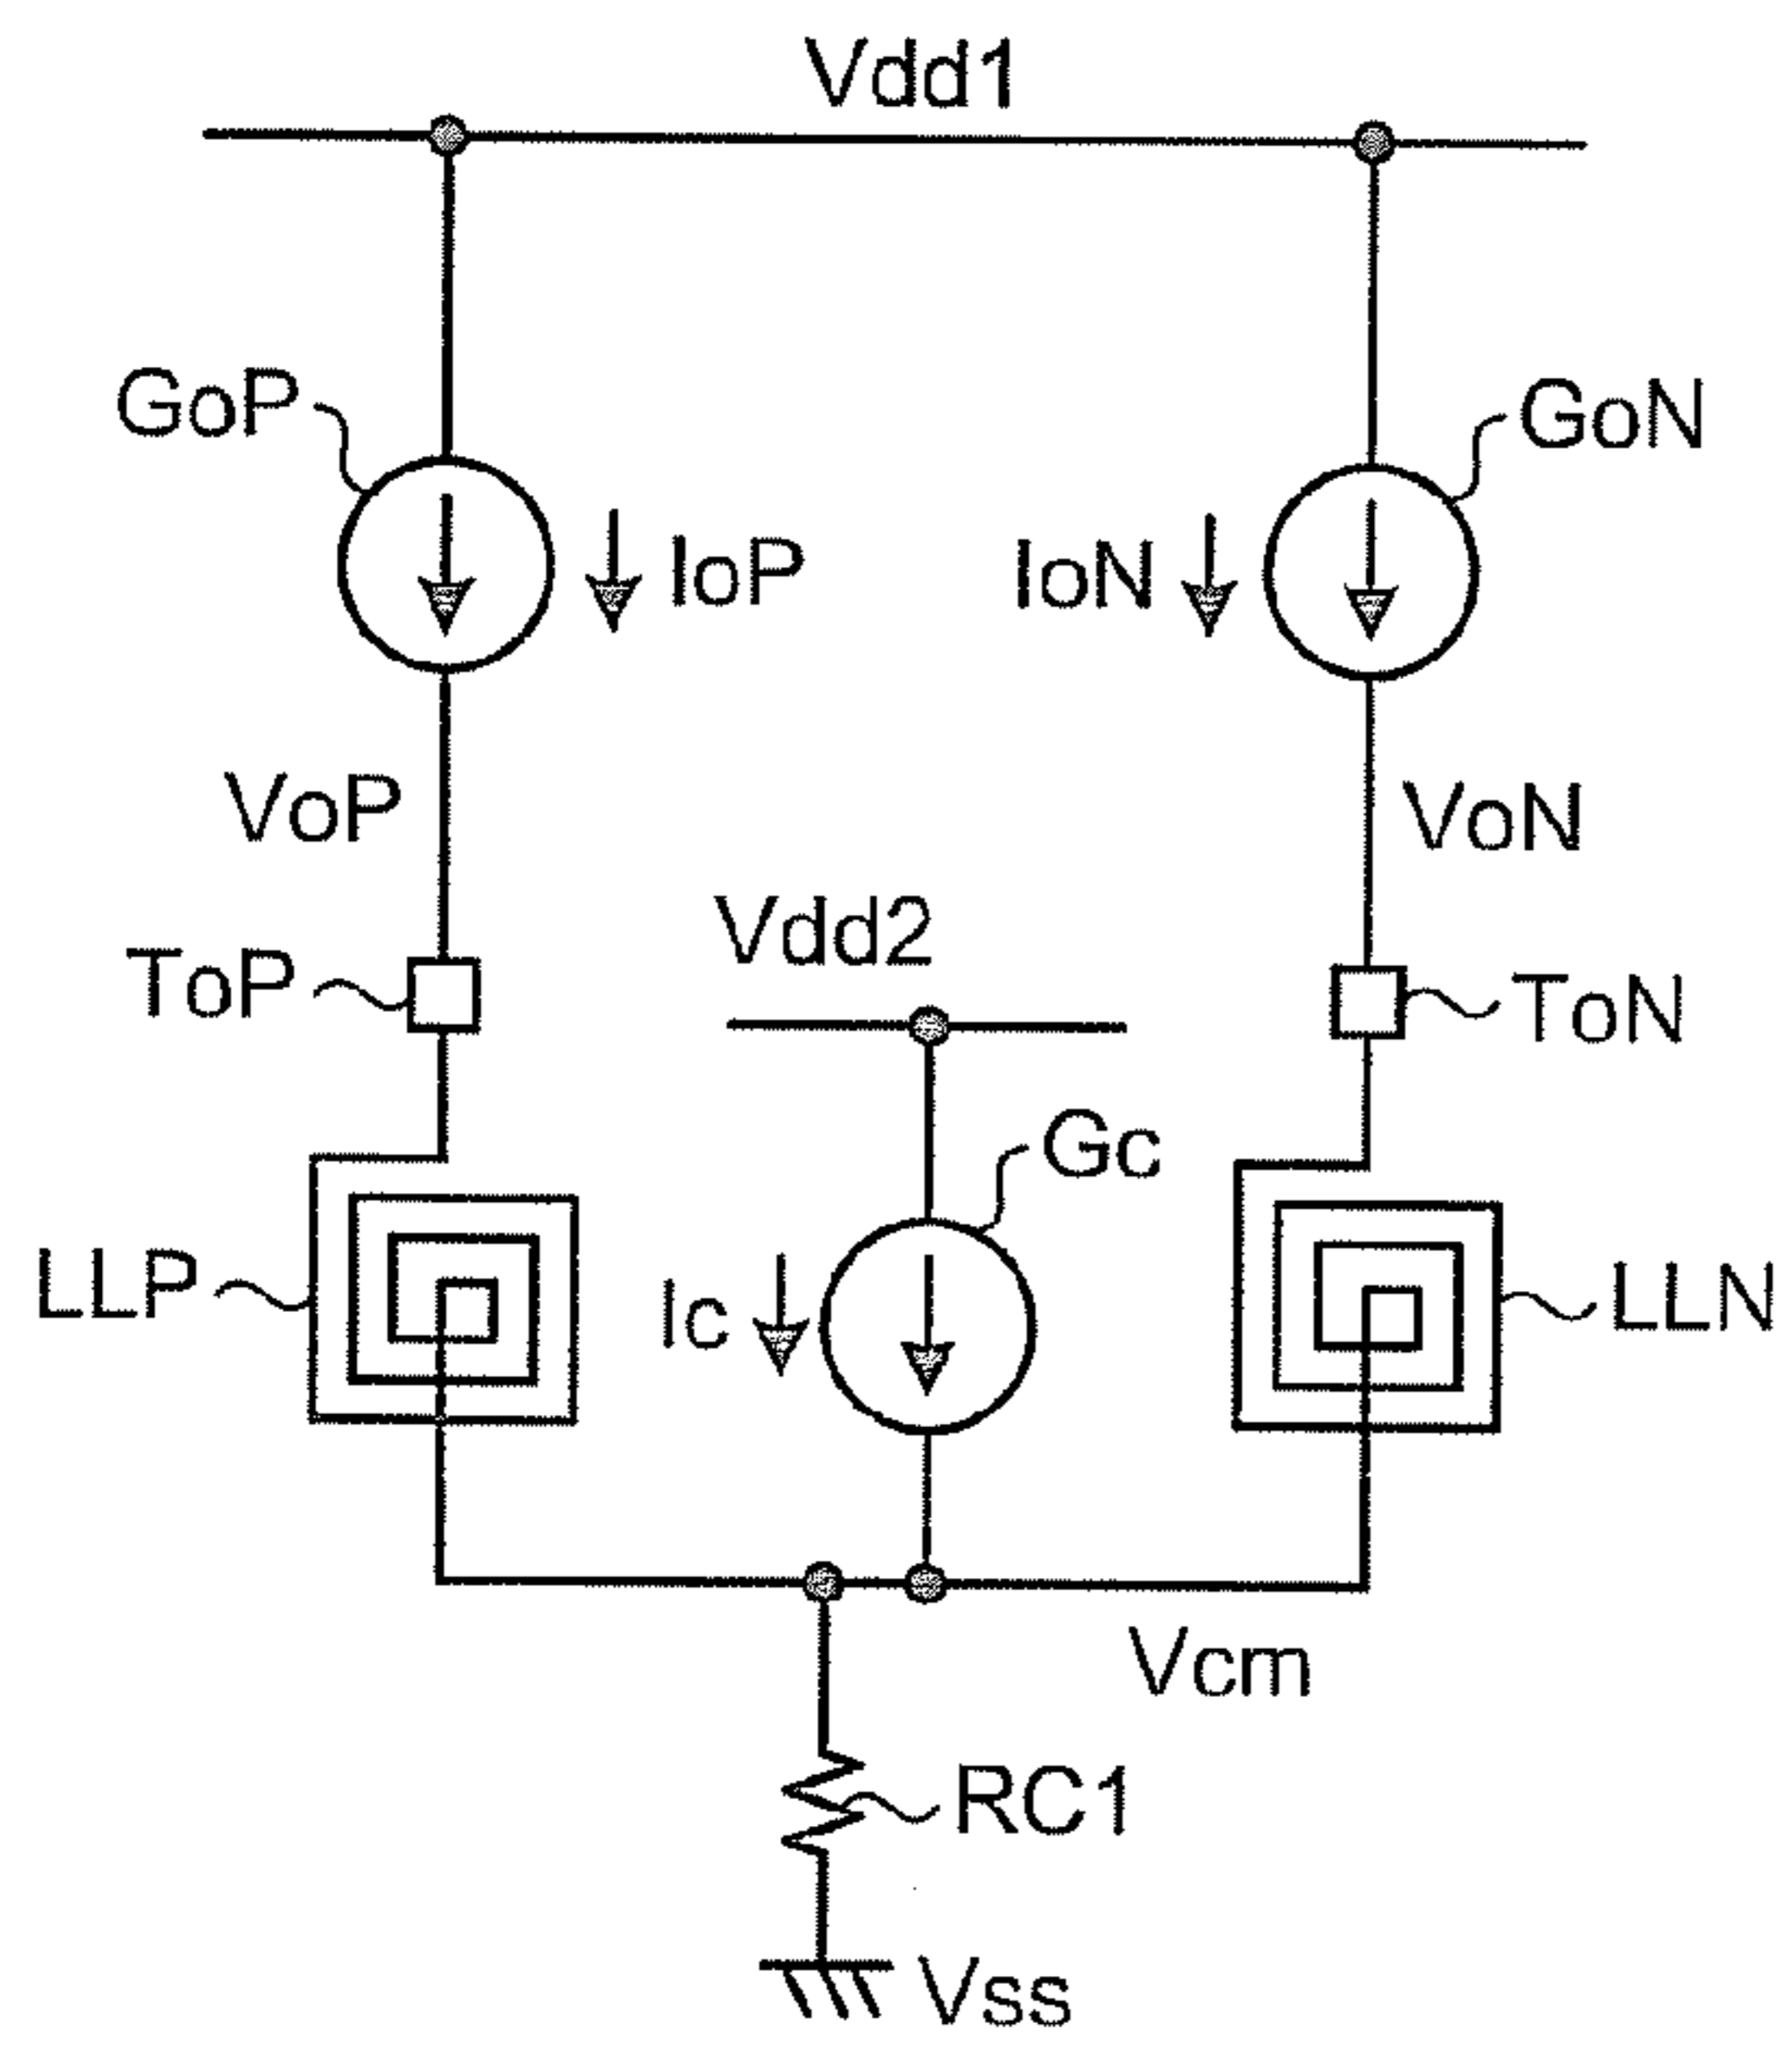 Vdd1
GoP
GoN
IoP
IoN
VoP
VoN
Vdd2
ToP
ToN
Gc
LLP
Ic
LLN
Vcm
RC1
Vss